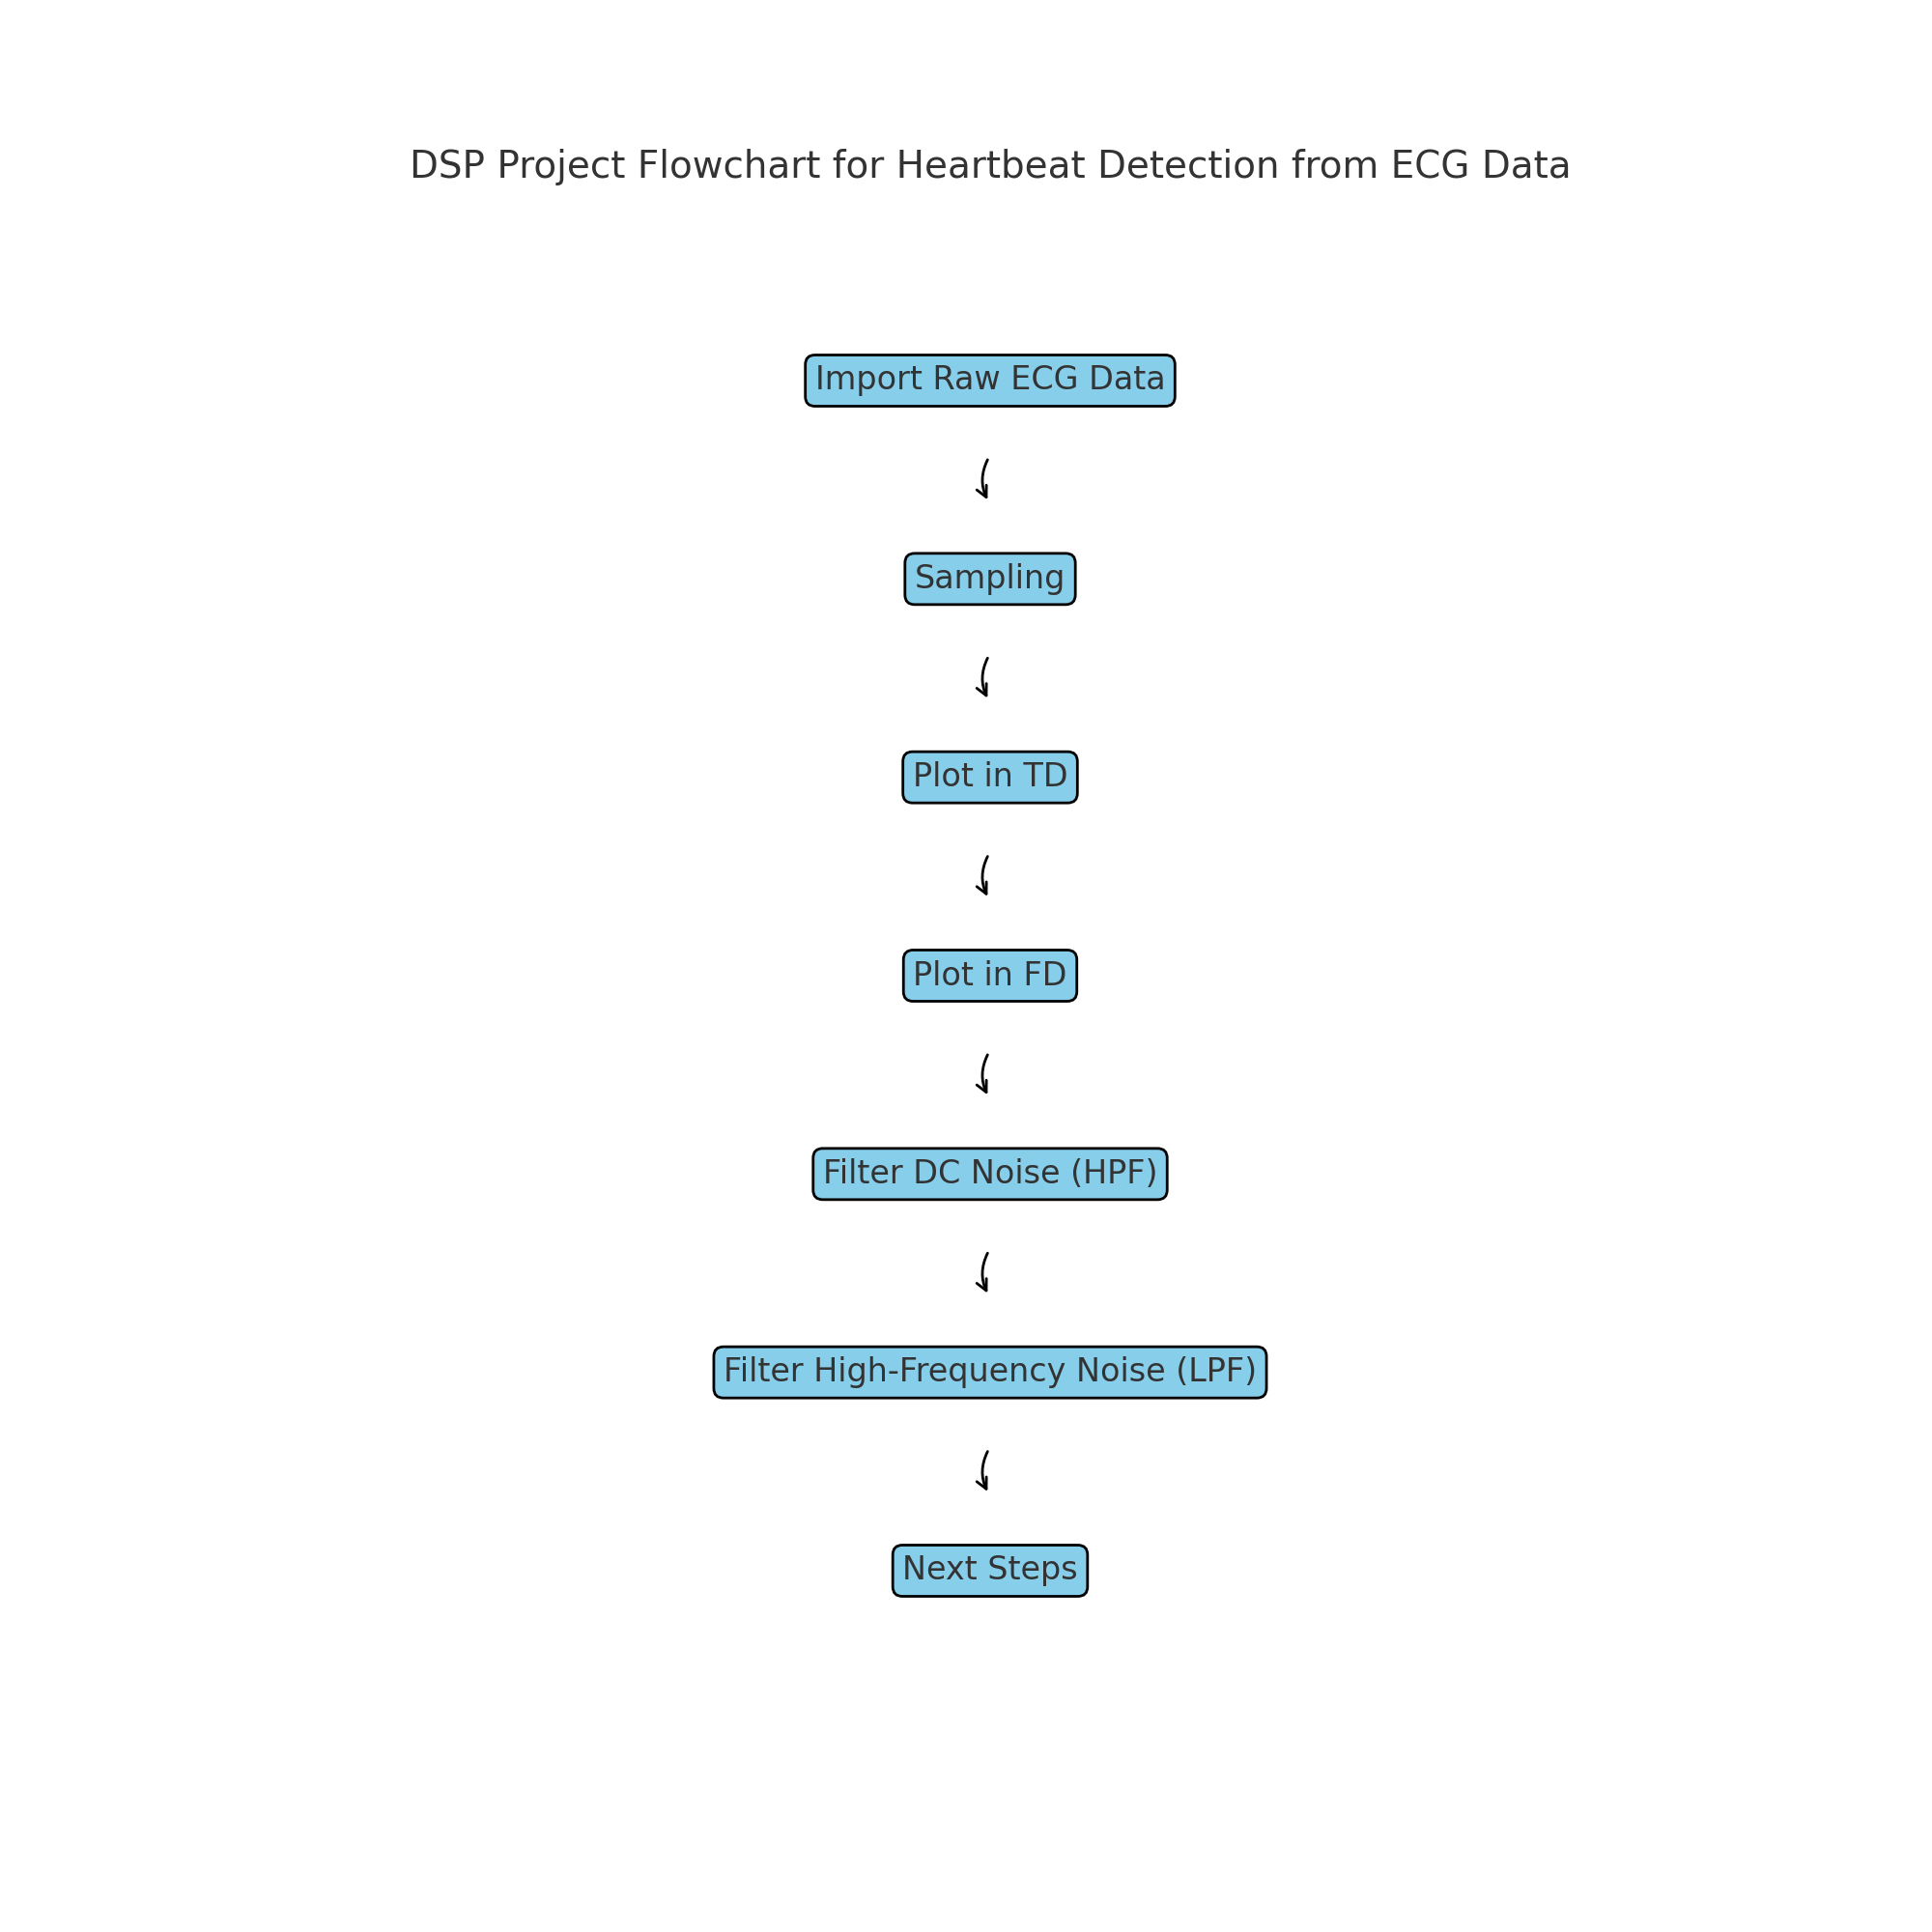 DSP Project Flowchart for Heartbeat Detection from ECG Data
Import Raw ECG Data
Sampling
Plot in TD
Plot in FD
Filter DC Noise (HPF)
Filter High-Frequency Noise (LPF)
Next Steps